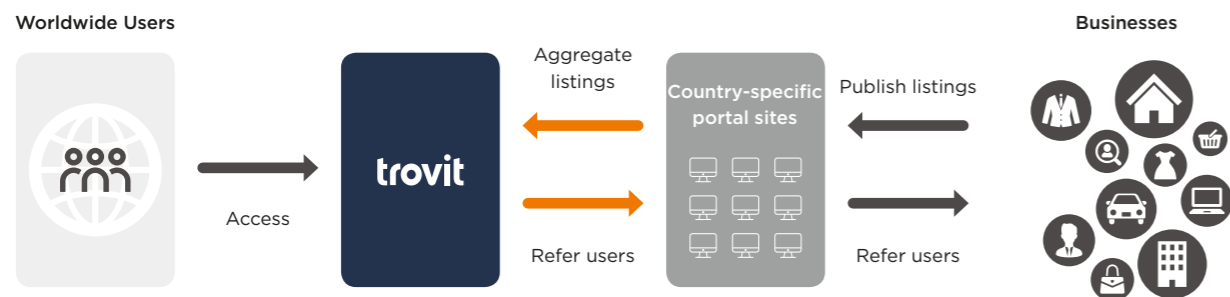 Worldwide Users
Businesses
Aggregate
listings
Country-specific
portal sites
Publish listings
trovit
Access
Refer users
Refer users